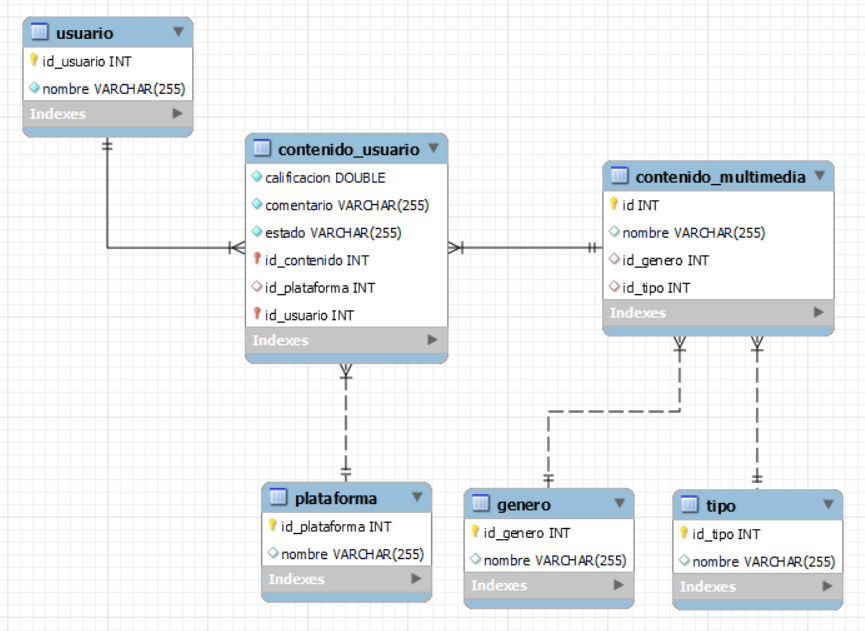 usuario
id_usuario INT
nombre VARCHAR(255)
Indexes
contenido_usuario
calificacion DOUBLE
comentario VARCHAR(255)
estado VARCHAR(255)
id_contenido INT
id_plataforma INT
id_usuario INT
Indexes
contenido_multimedia
id INT
nombre VARCHAR(255)
id_genero INT
id_tipo INT
Indexes
plataforma
id_plataforma INT
nombre VARCHAR(255)
Indexes
genero
id_genero INT
nombre VARCHAR(255)
Indexes
tipo
id_tipo INT
nombre VARCHAR(255)
Indexes